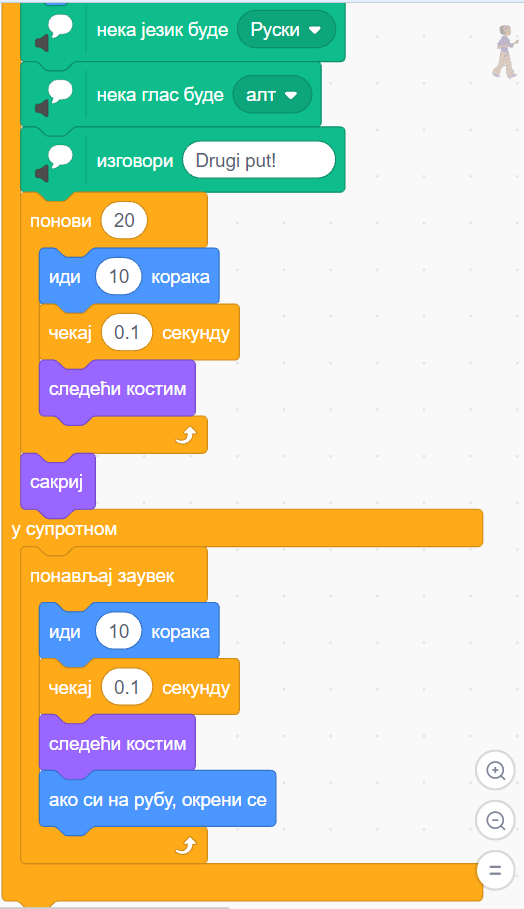 нека језик буде Руски
нека глас буде алт
изговори Drugi put!
понови 20
иди 10 корака
чекај 0.1 секунду
следећи костим
сакриј
у супротном
понављај заувек
иди 10 корака
чекај 0.1 секунду
следећи костим
ако си на рубу, окрени се